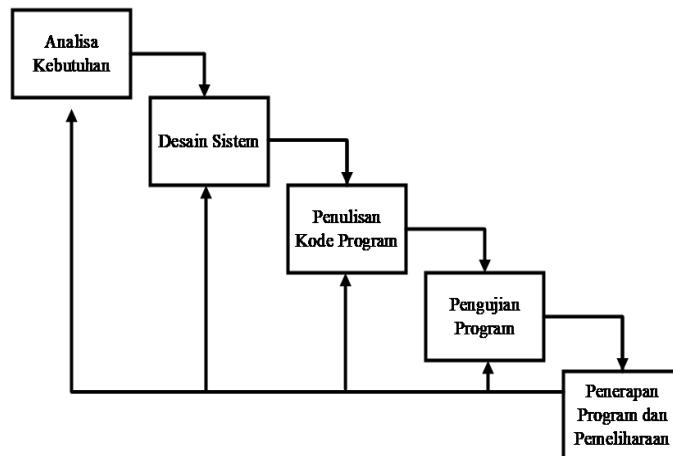 Analisa
Kebutuhan
Desain Sistem
Penulisan
Kode Program
Pengujian
Program
Penerapan
Program dan
Pemeliharaan